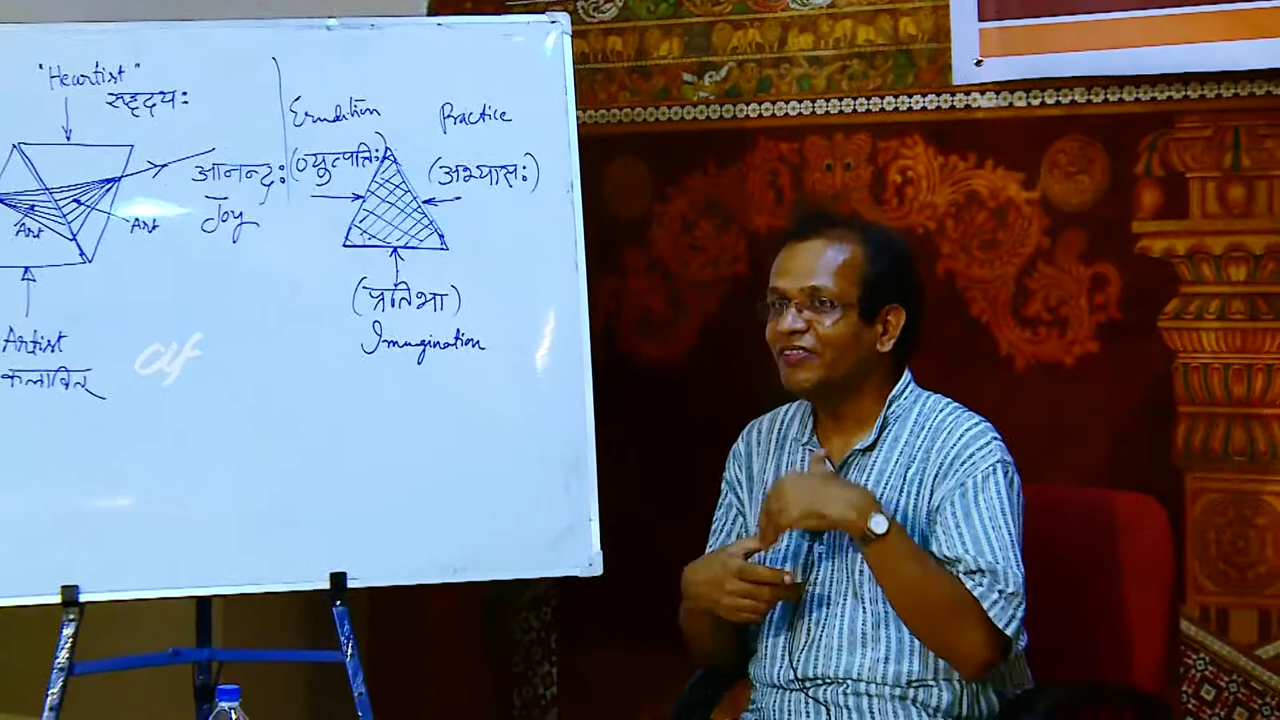 "Heartist"
सहृदयः
आनन्दः
Joy
Art
Art
Artist
कलावित्
Erudition
(व्युत्पत्तिः)
Practice
(अभ्यासः)
(प्रतिभा)
Imagination